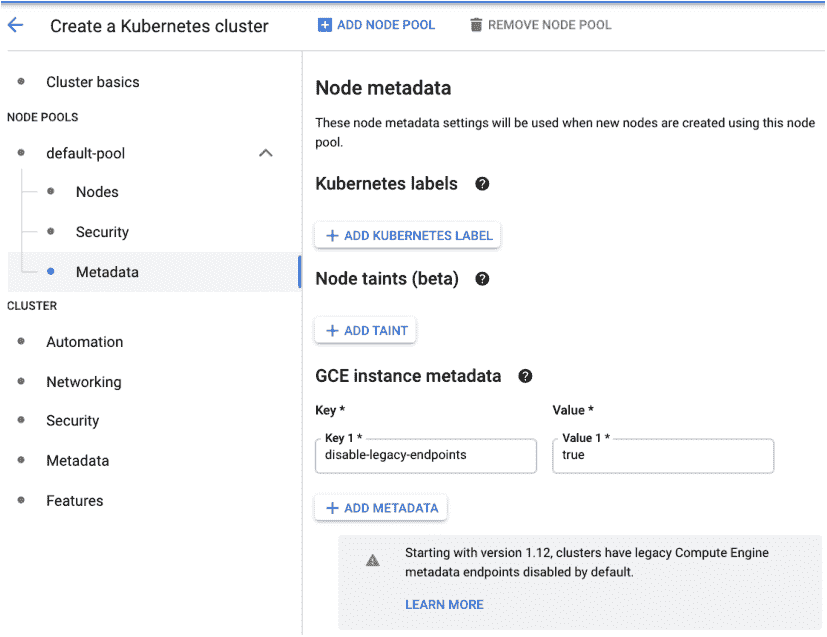 Create a Kubernetes cluster
ADD NODE POOL
REMOVE NODE POOL
Cluster basics
NODE POOLS
default-pool
Nodes
Security
Metadata
CLUSTER
Automation
Networking
Security
Metadata
Features
Node metadata
These node metadata settings will be used when new nodes are created using this node
pool.
Kubernetes labels ?
+ ADD KUBERNETES LABEL
Node taints (beta) ?
+ ADD TAINT
GCE instance metadata ?
Key * Value *
Key 1 * Value 1 *
disable-legacy-endpoints true
+ ADD METADATA
Starting with version 1.12, clusters have legacy Compute Engine
metadata endpoints disabled by default.
LEARN MORE